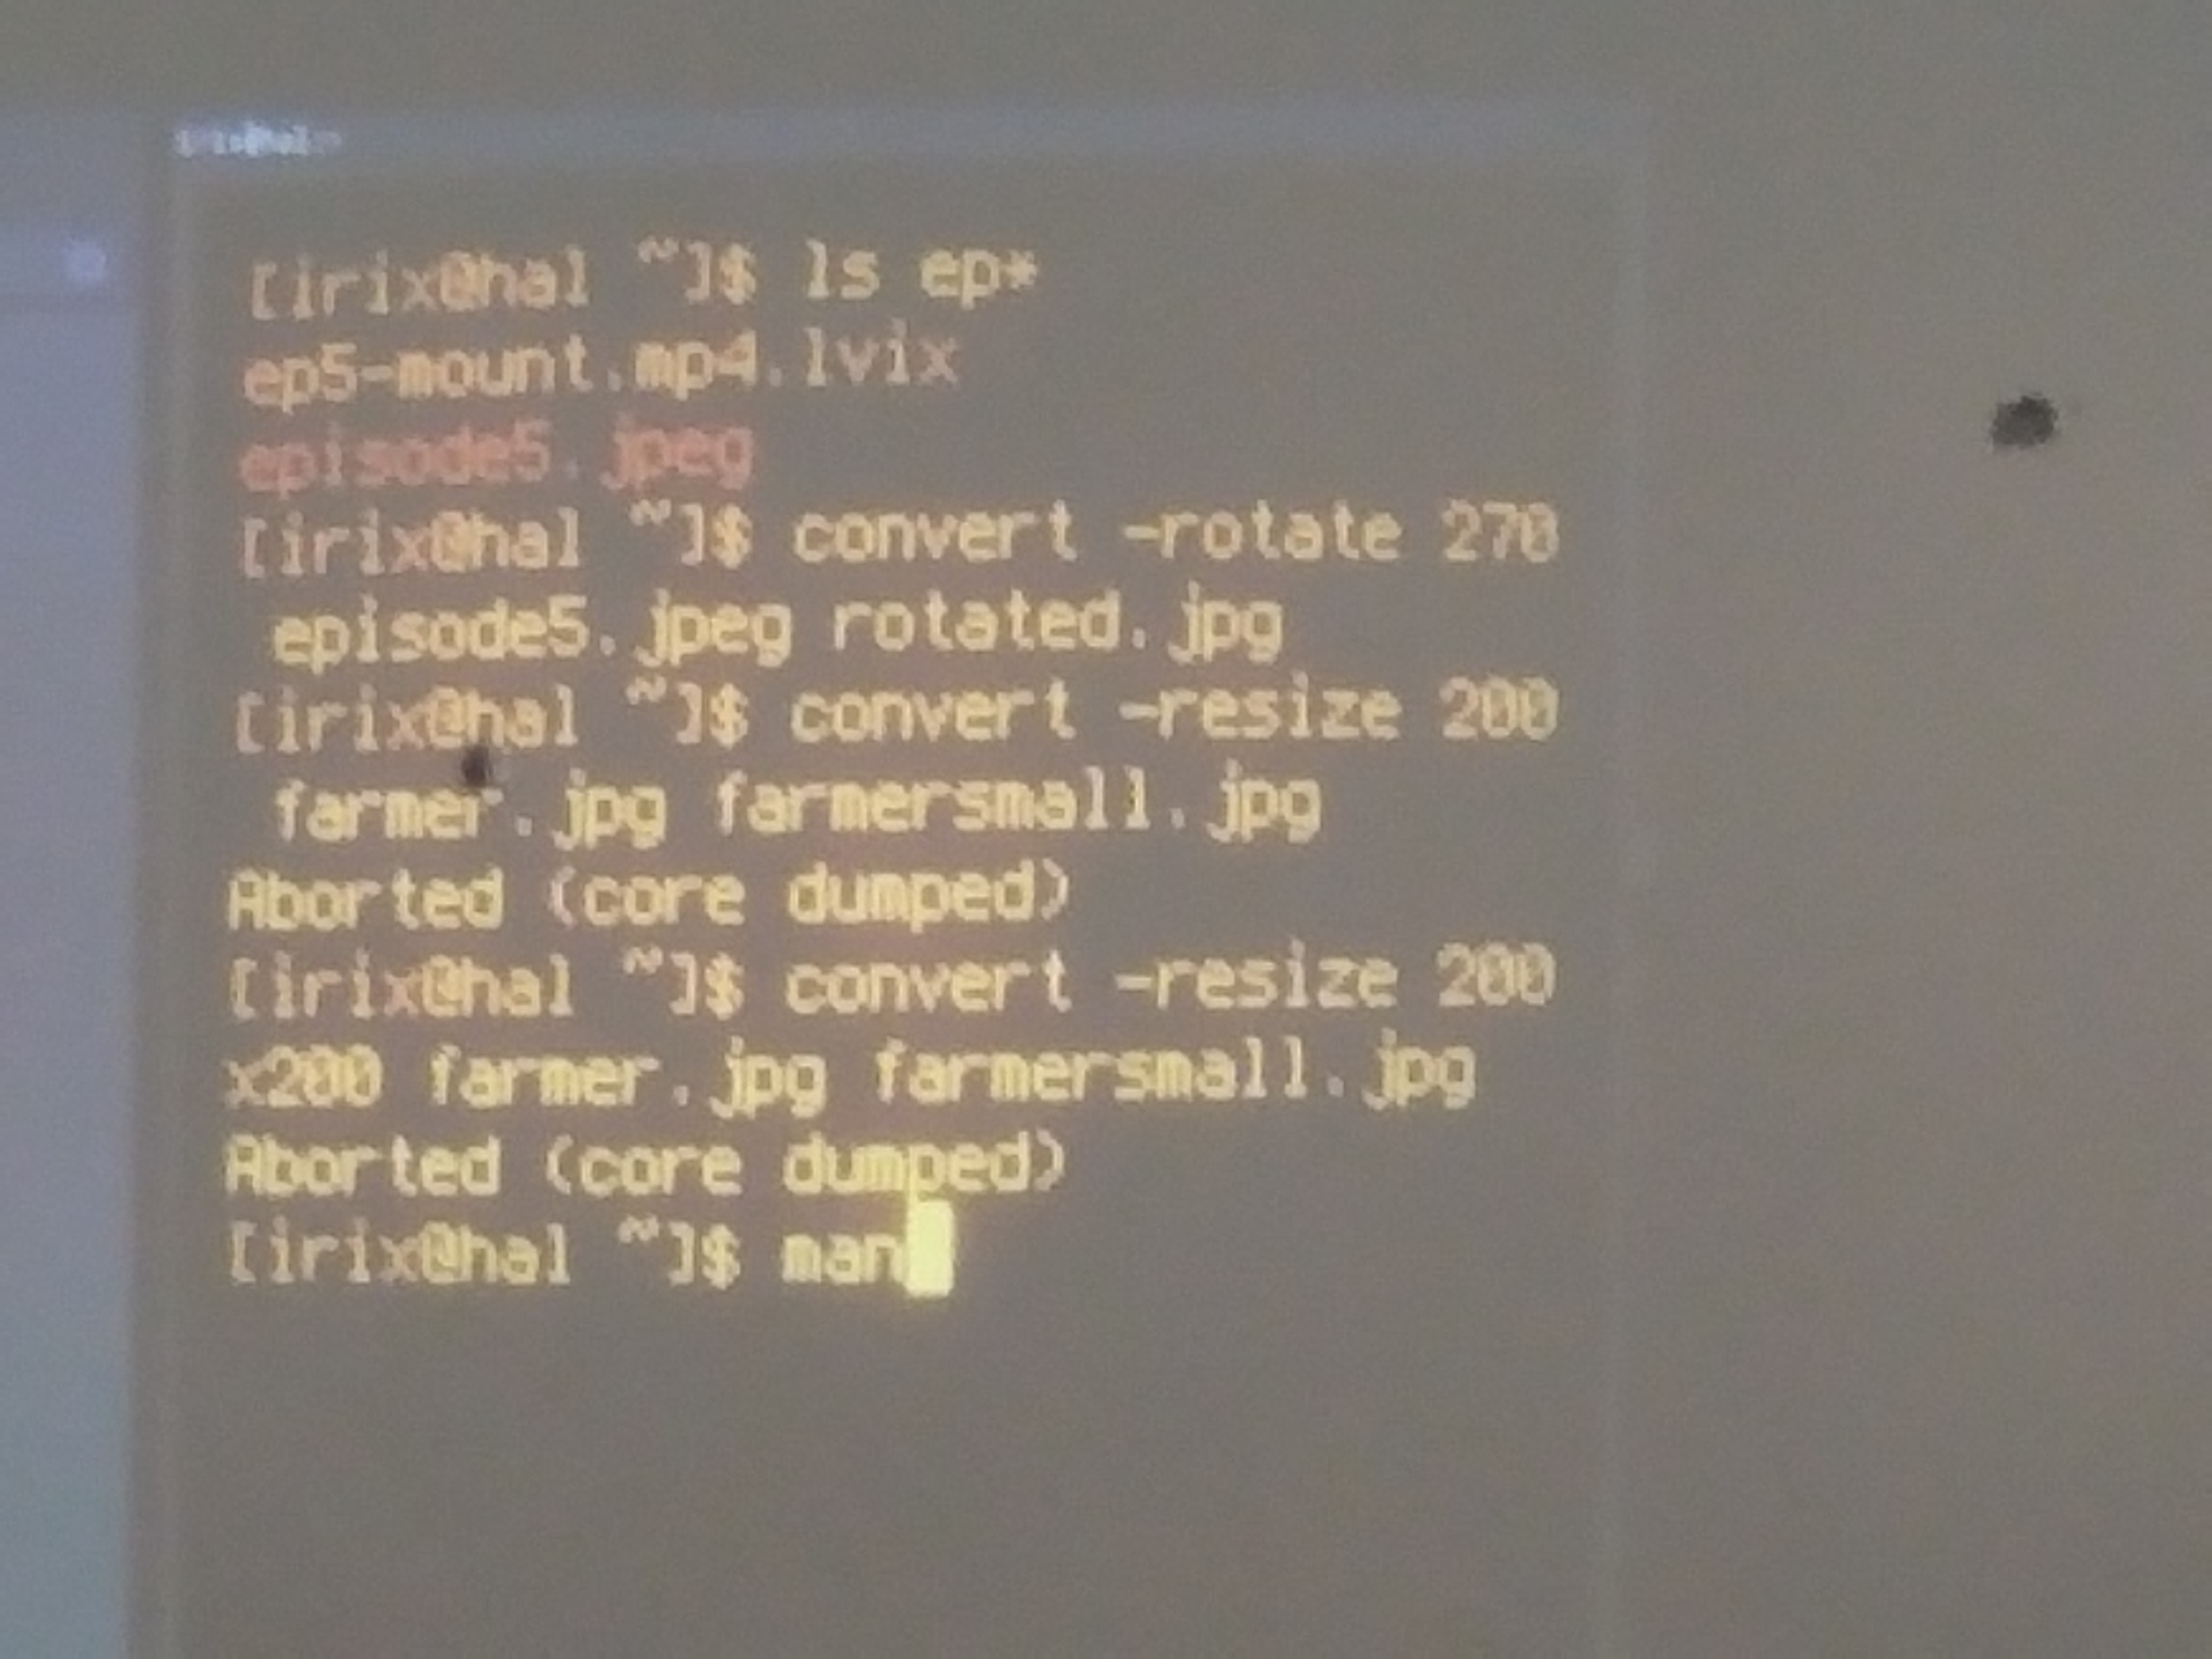 [irix@hal ~]$ ls ep*
ep5-mount.mp4.lvix
episode5.jpeg
[irix@hal ~]$ convert -rotate 270
episode5.jpeg rotated.jpg
[irix@hal ~]$ convert -resize 200
farmer.jpg farmersmall.jpg
Aborted (core dumped)
[irix@hal ~]$ convert -resize 200
x200 farmer.jpg farmersmall.jpg
Aborted (core dumped)
[irix@hal ~]$ man